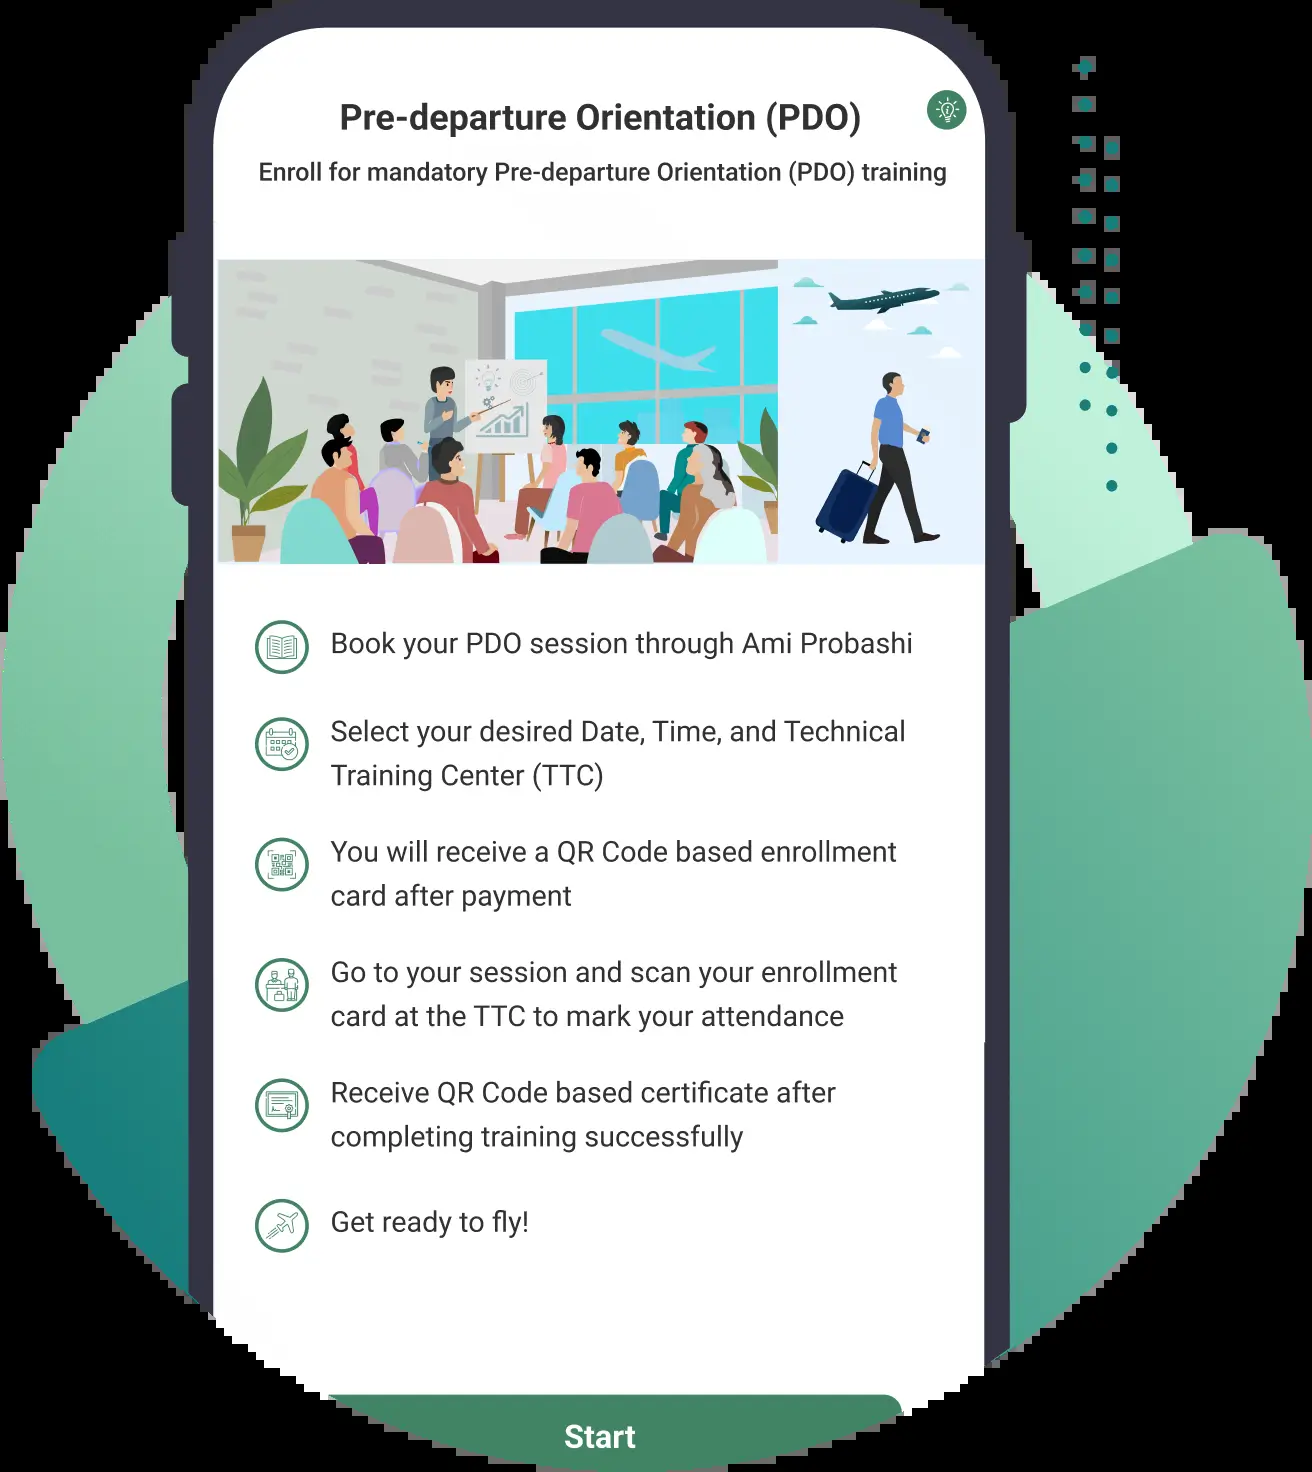 Pre-departure Orientation (PDO)
Enroll for mandatory Pre-departure Orientation (PDO) training
Book your PDO session through Ami Probashi
Select your desired Date, Time, and Technical
Training Center (TTC)
You will receive a QR Code based enrollment
card after payment
Go to your session and scan your enrollment
card at the TTC to mark your attendance
Receive QR Code based certificate after
completing training successfully
Get ready to fly!
Start